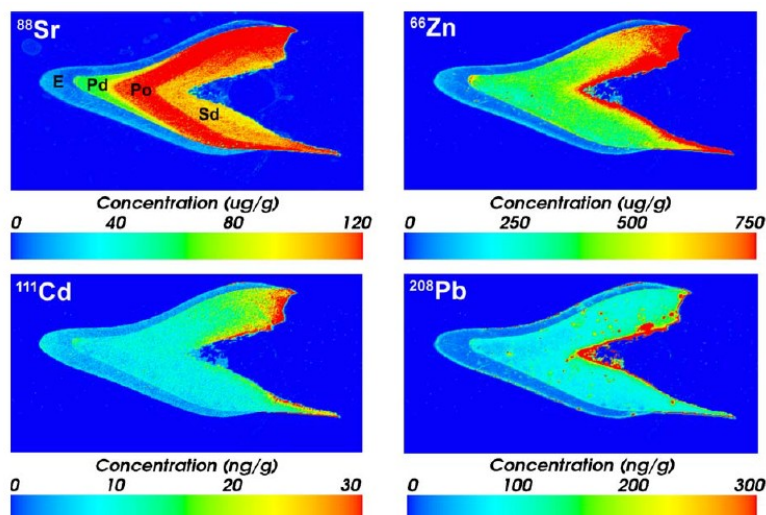 ⁸⁸Sr
E
Pd
Po
Sd
Concentration (ug/g)
0 40 80 120
⁶⁶Zn
Concentration (ug/g)
0 250 500 750
¹¹¹Cd
Concentration (ng/g)
0 10 20 30
²⁰⁸Pb
Concentration (ng/g)
0 100 200 300